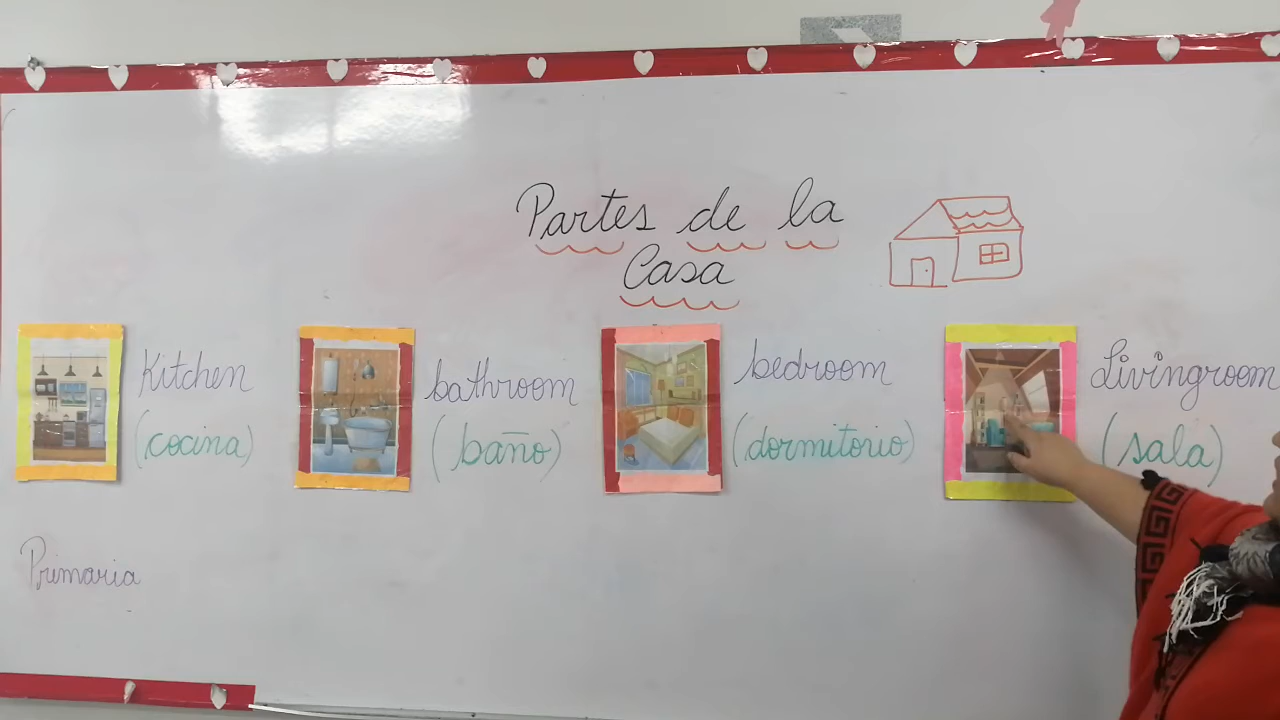 Partes de la
Casa
Kitchen
(cocina)
bathroom
(baño)
bedroom
(dormitorio)
Livingroom
(sala)
Primaria